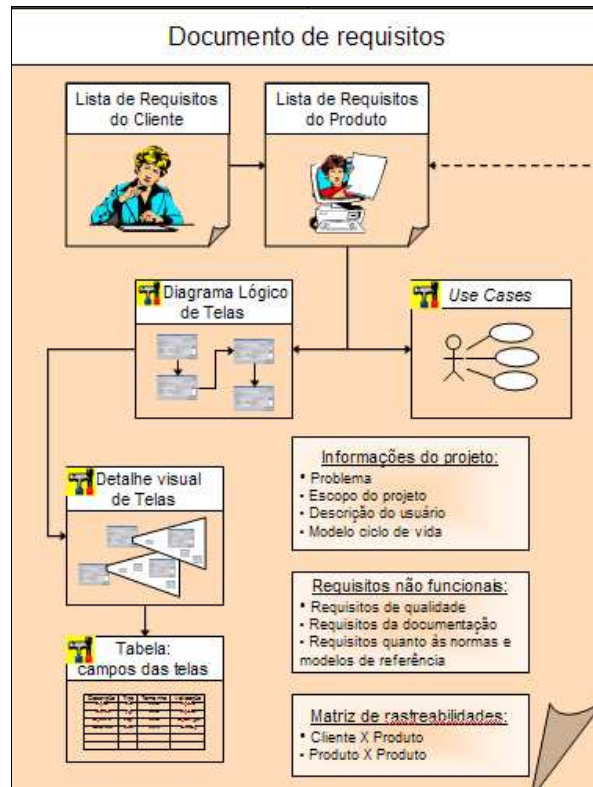 Documento de requisitos
Lista de Requisitos
do Cliente
Lista de Requisitos
do Produto
Diagrama Lógico
de Telas
Use Cases
Detalhe visual
de Telas
Tabela:
campos das telas
Informações do projeto:
• Problema
• Escopo do projeto
• Descrição do usuário
• Modelo ciclo de vida
Requisitos não funcionais:
• Requisitos de qualidade
• Requisitos da documentação
• Requisitos quanto às normas e
modelos de referência
Matriz de rastreabilidades:
• Cliente X Produto
• Produto X Produto